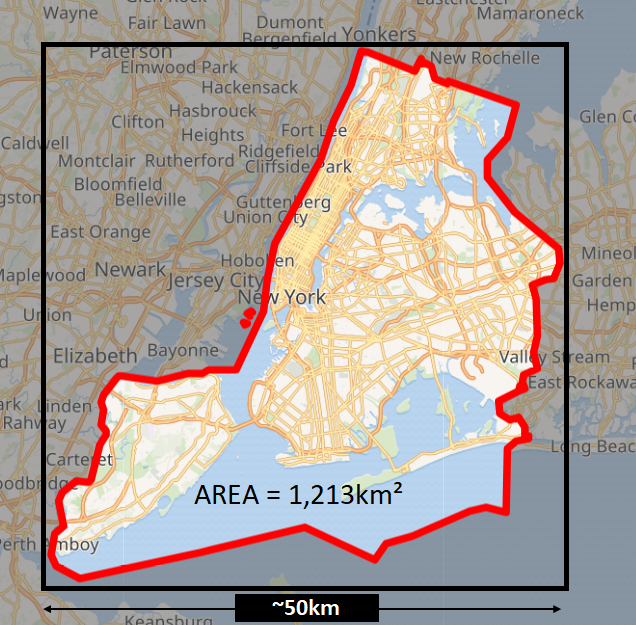 Wayne
Glen Rock
Eastchester
Mamaroneck
Fair Lawn
Dumont
Bergenfield
Yonkers
Paterson
New Rochelle
Elmwood Park
Hackensack
Hasbrouck
Heights
Clifton
Fort Lee
Glen Co
Caldwell
Ridgefield
Montclair
Rutherford
Cliffside Park
Bloomfield
Belleville
ngston
Guttenberg
Union City
East Orange
Mineol
Hoboken
Maplewood
Newark
Jersey City
Garden
New York
Hemp
Union
Bayonne
Elizabeth
Valley Stream
East Rockawa
ark
Linden
Rahway
Long Beac
Carteret
oodbridg
AREA = 1,213km²
Perth Amboy
~50km
Keansburg